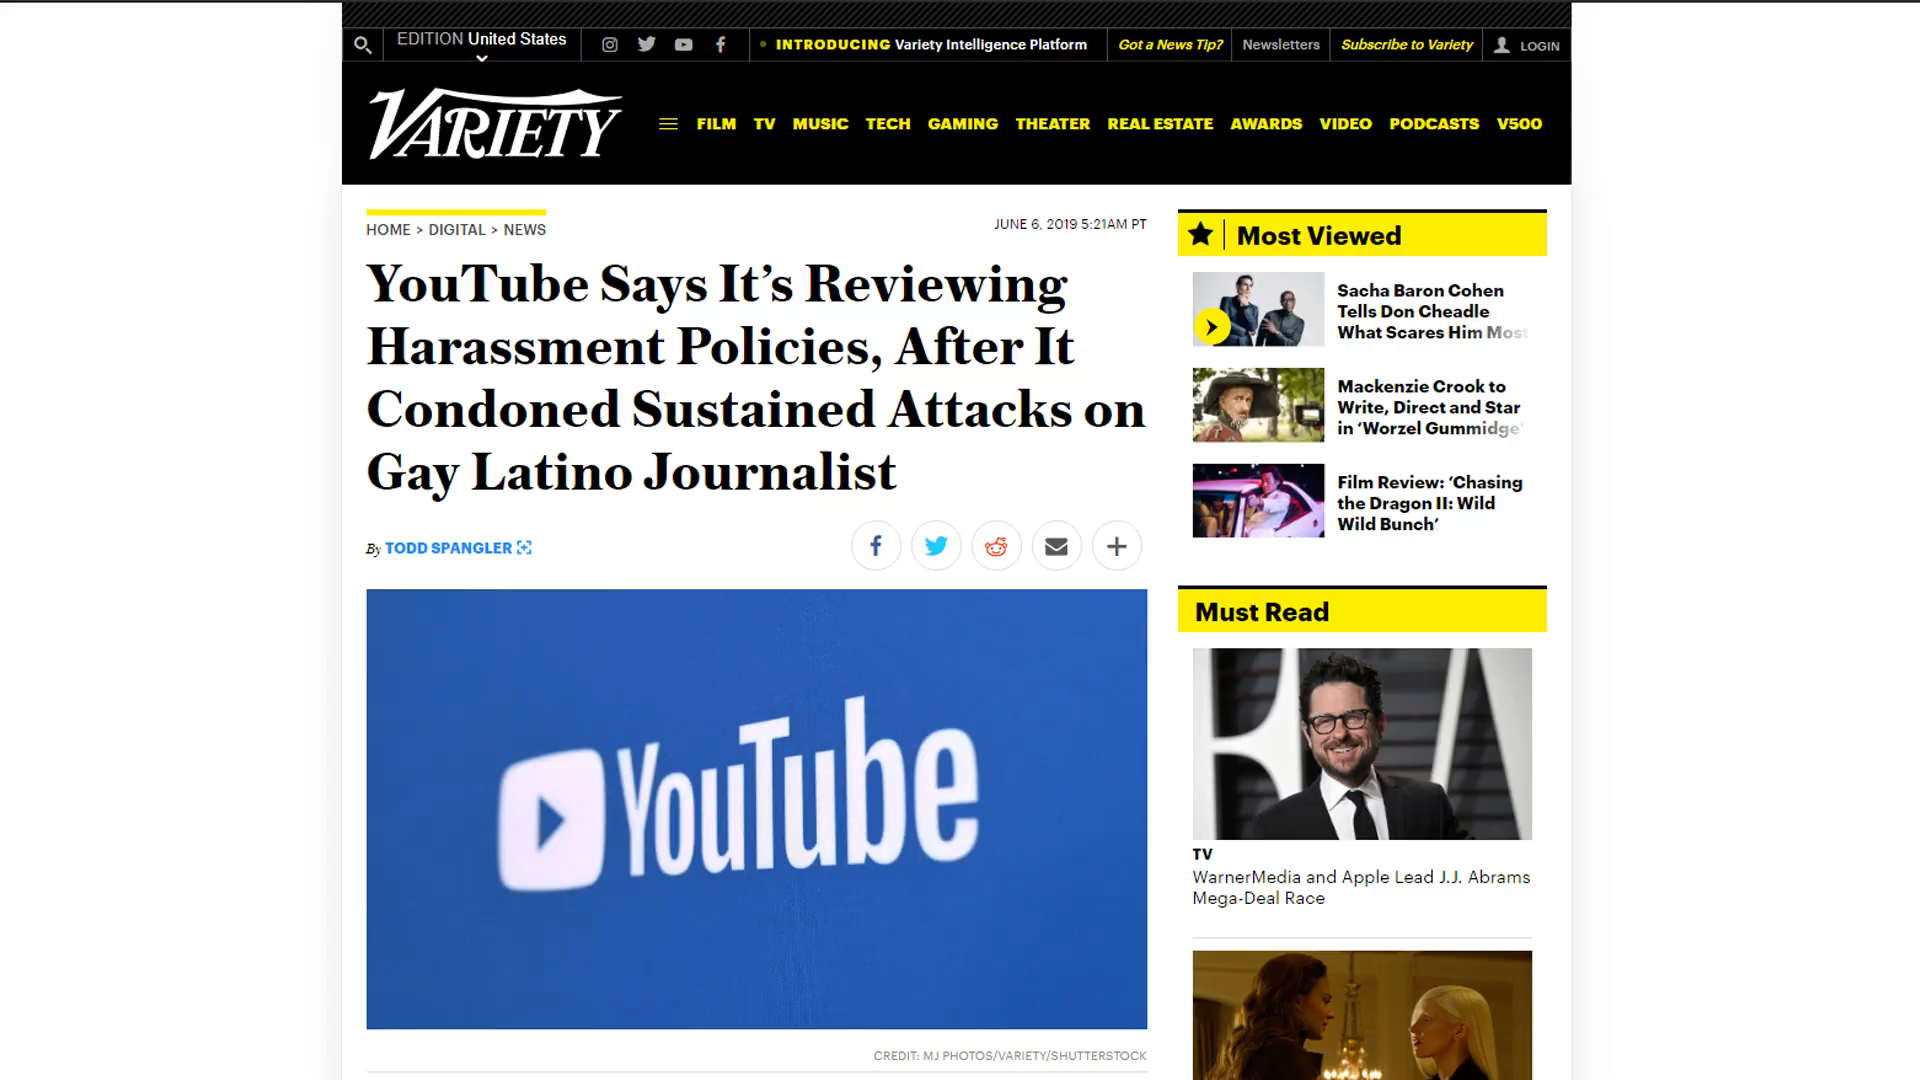 EDITION United States
INTRODUCING Variety Intelligence Platform
Got a News Tip?
Newsletters
Subscribe to Variety
LOGIN
VARIETY
FILM TV MUSIC TECH GAMING THEATER REAL ESTATE AWARDS VIDEO PODCASTS V500
HOME > DIGITAL > NEWS
JUNE 6, 2019 5:21AM PT
YouTube Says It’s Reviewing
Harassment Policies, After It
Condoned Sustained Attacks on
Gay Latino Journalist
By TODD SPANGLER
YouTube
CREDIT: MJ PHOTOS/VARIETY/SHUTTERSTOCK
Most Viewed
Sacha Baron Cohen
Tells Don Cheadle
What Scares Him Most
Mackenzie Crook to
Write, Direct and Star
in ‘Worzel Gummidge’
Film Review: ‘Chasing
the Dragon II: Wild
Wild Bunch’
Must Read
TV
WarnerMedia and Apple Lead J.J. Abrams
Mega-Deal Race